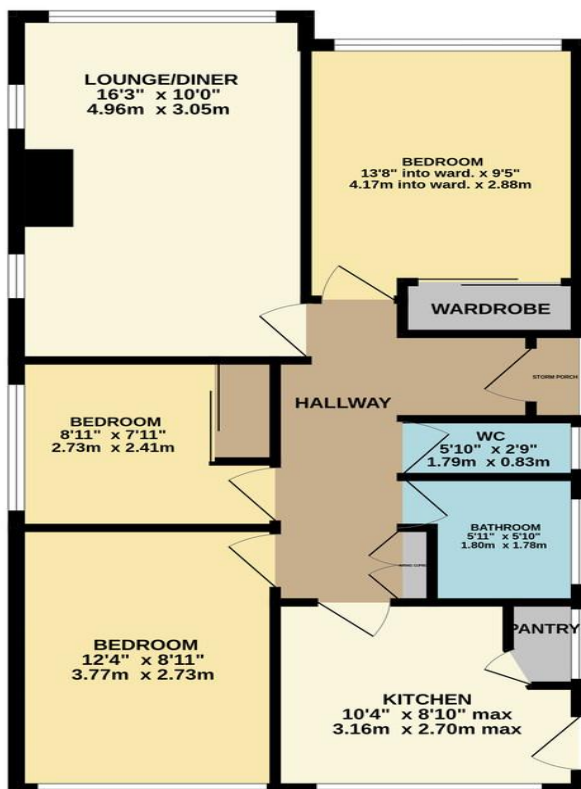 LOUNGE/DINER
16'3" x 10'0"
4.96m x 3.05m
BEDROOM
13'8" into ward. x 9'5"
4.17m into ward. x 2.88m
WARDROBE
STORM PORCH
HALLWAY
WC
5'10" x 2'9"
1.79m x 0.83m
BEDROOM
8'11" x 7'11"
2.73m x 2.41m
BATHROOM
5'11" x 5'10"
1.80m x 1.78m
PANTRY
BEDROOM
12'4" x 8'11"
3.77m x 2.73m
KITCHEN
10'4" x 8'10" max
3.16m x 2.70m max